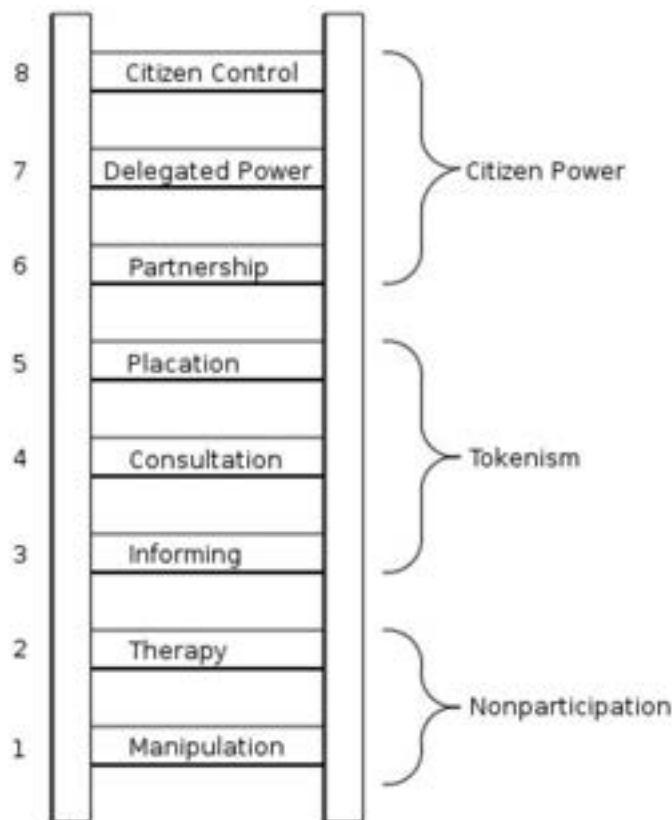 8 Citizen Control
7 Delegated Power
Citizen Power
6 Partnership
5 Placation
4 Consultation
Tokenism
3 Informing
2 Therapy
Nonparticipation
1 Manipulation